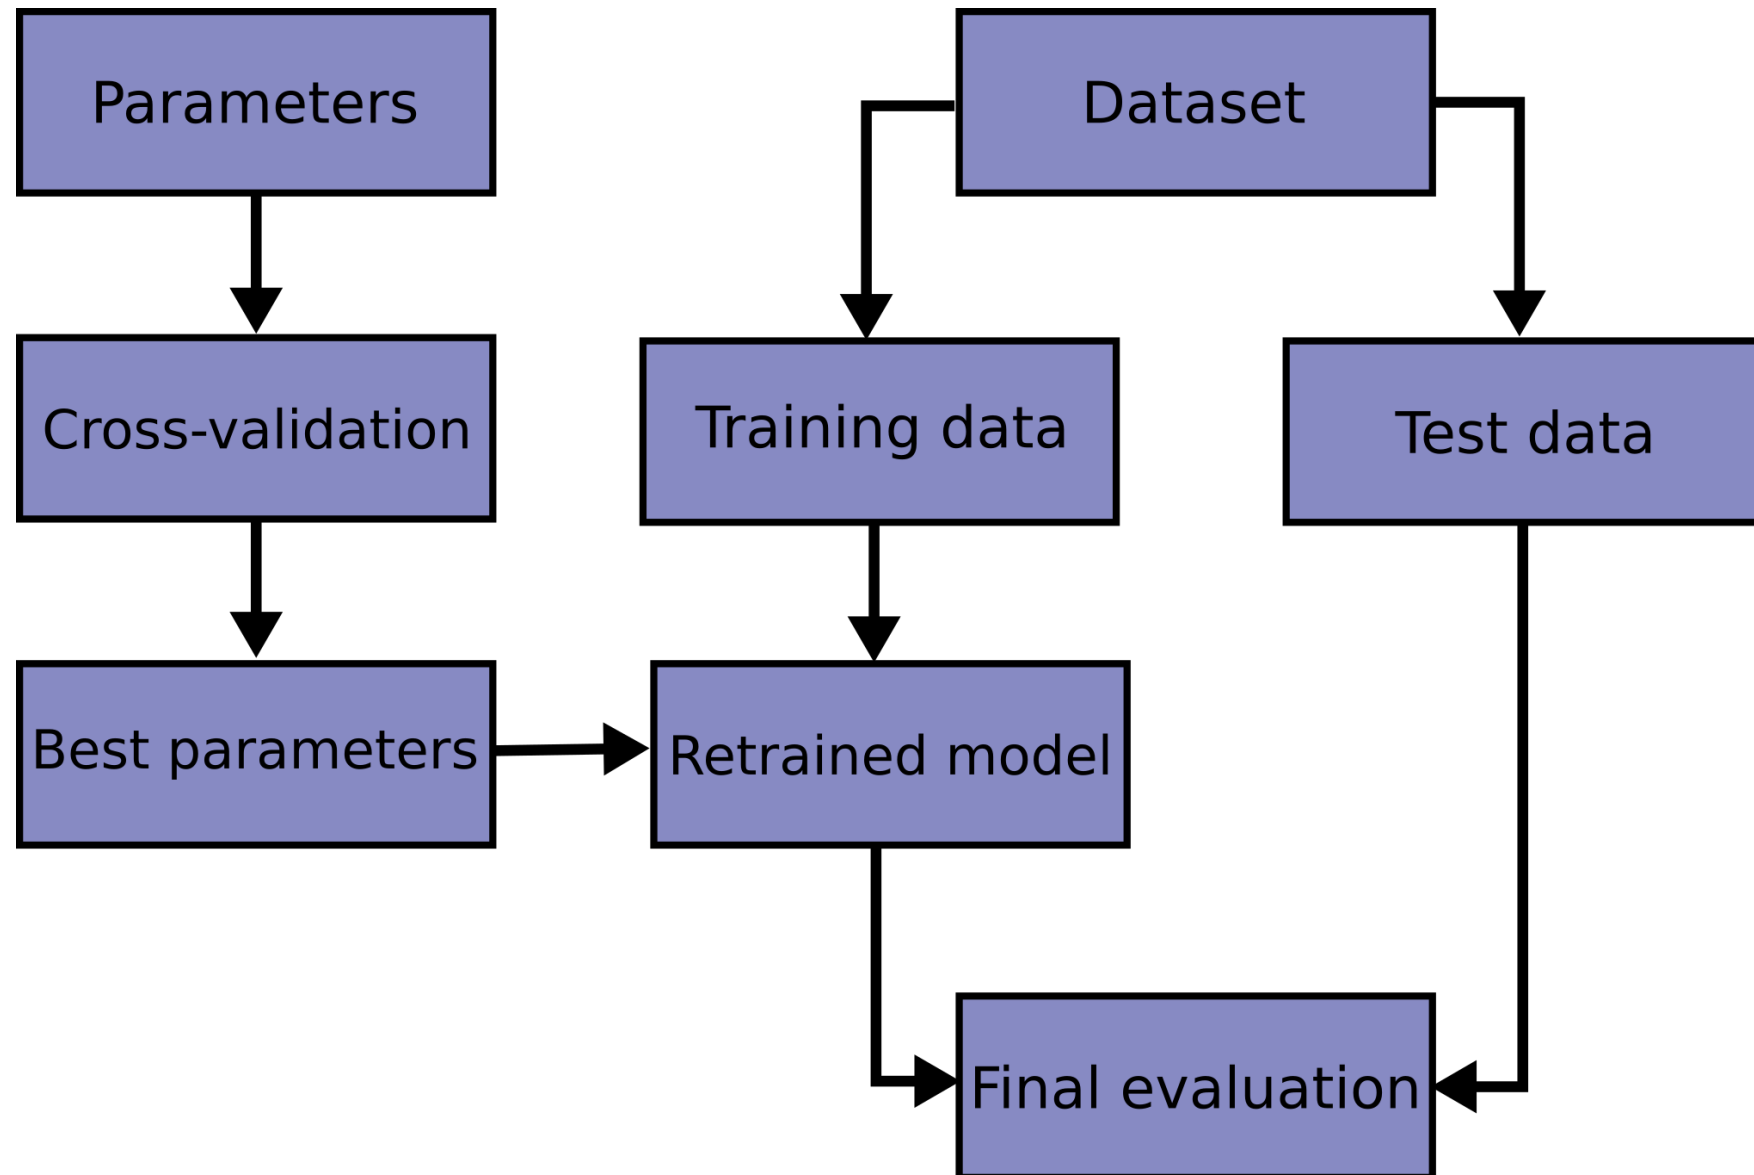 Parameters
Dataset
Cross-validation
Training data
Test data
Best parameters
Retrained model
Final evaluation